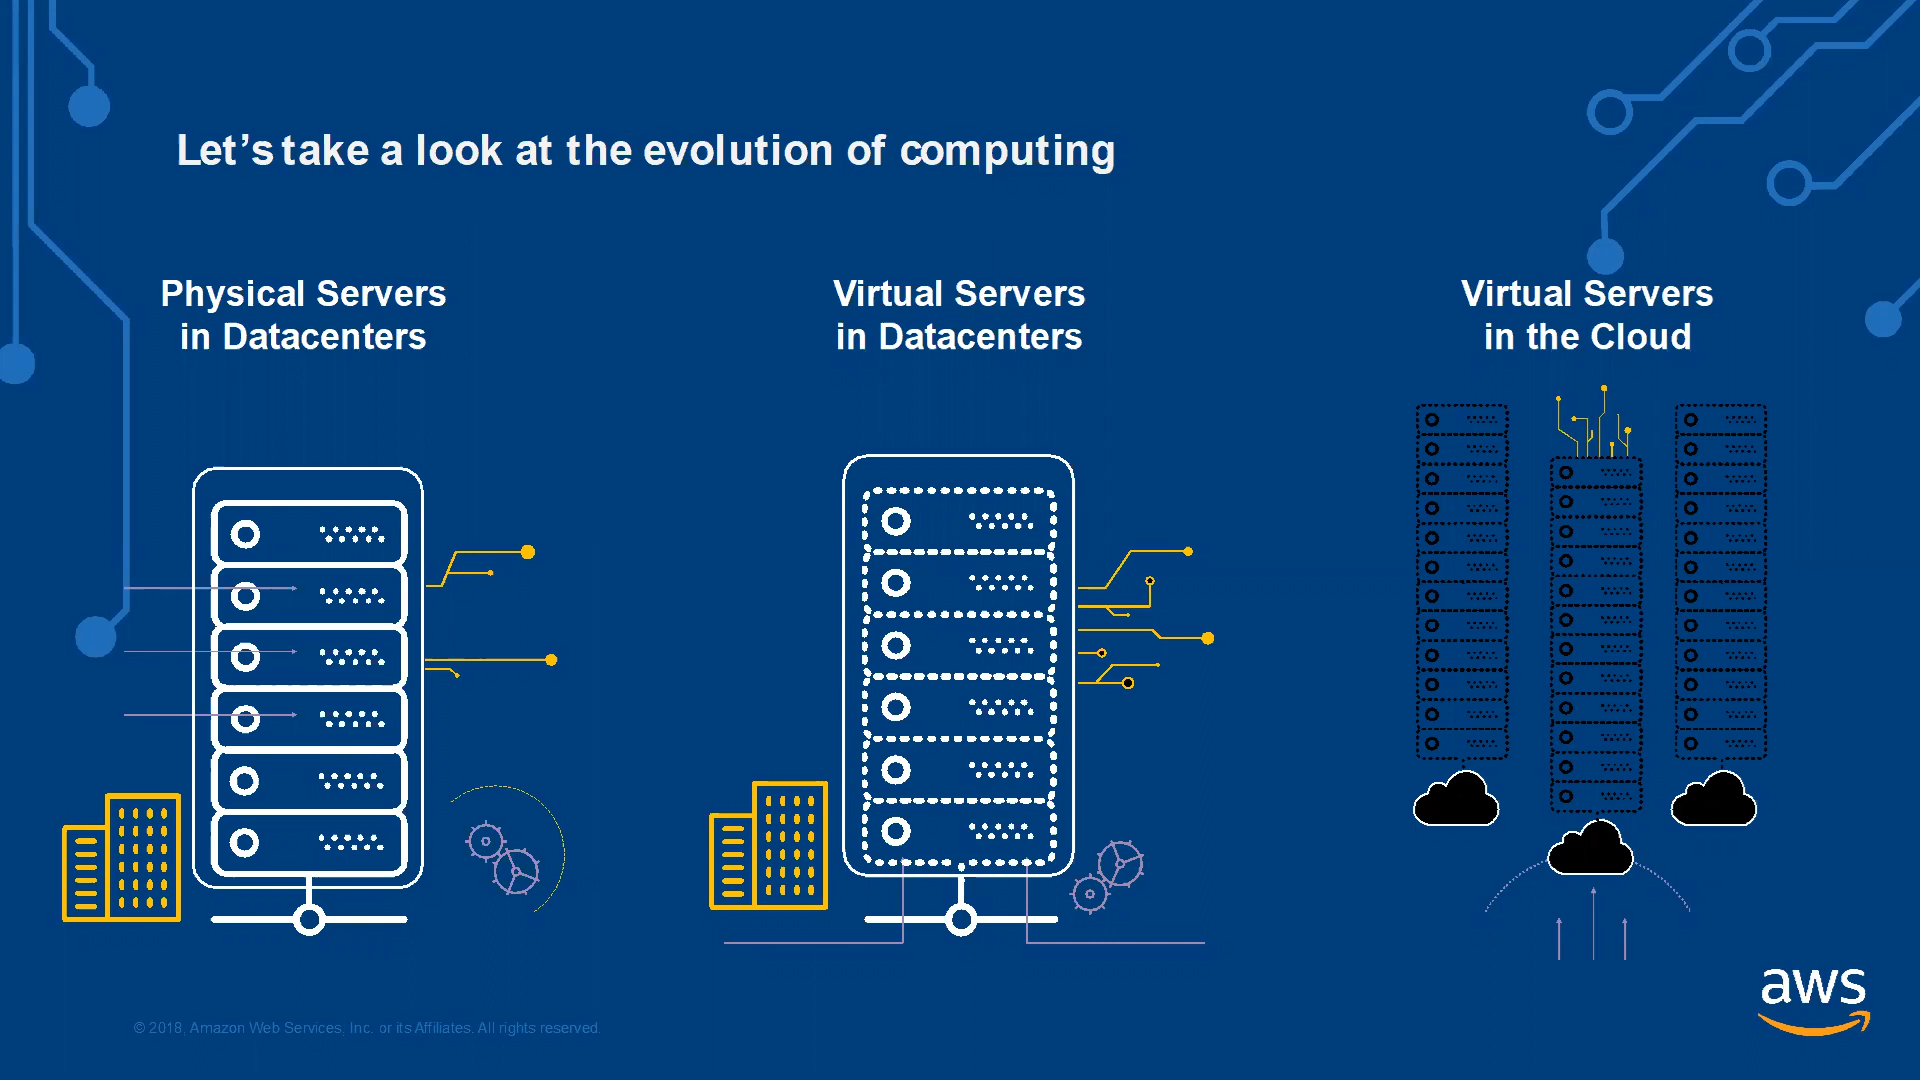 Let’s take a look at the evolution of computing
Physical Servers
in Datacenters
Virtual Servers
in Datacenters
Virtual Servers
in the Cloud
© 2018, Amazon Web Services, Inc. or its Affiliates. All rights reserved.
aws